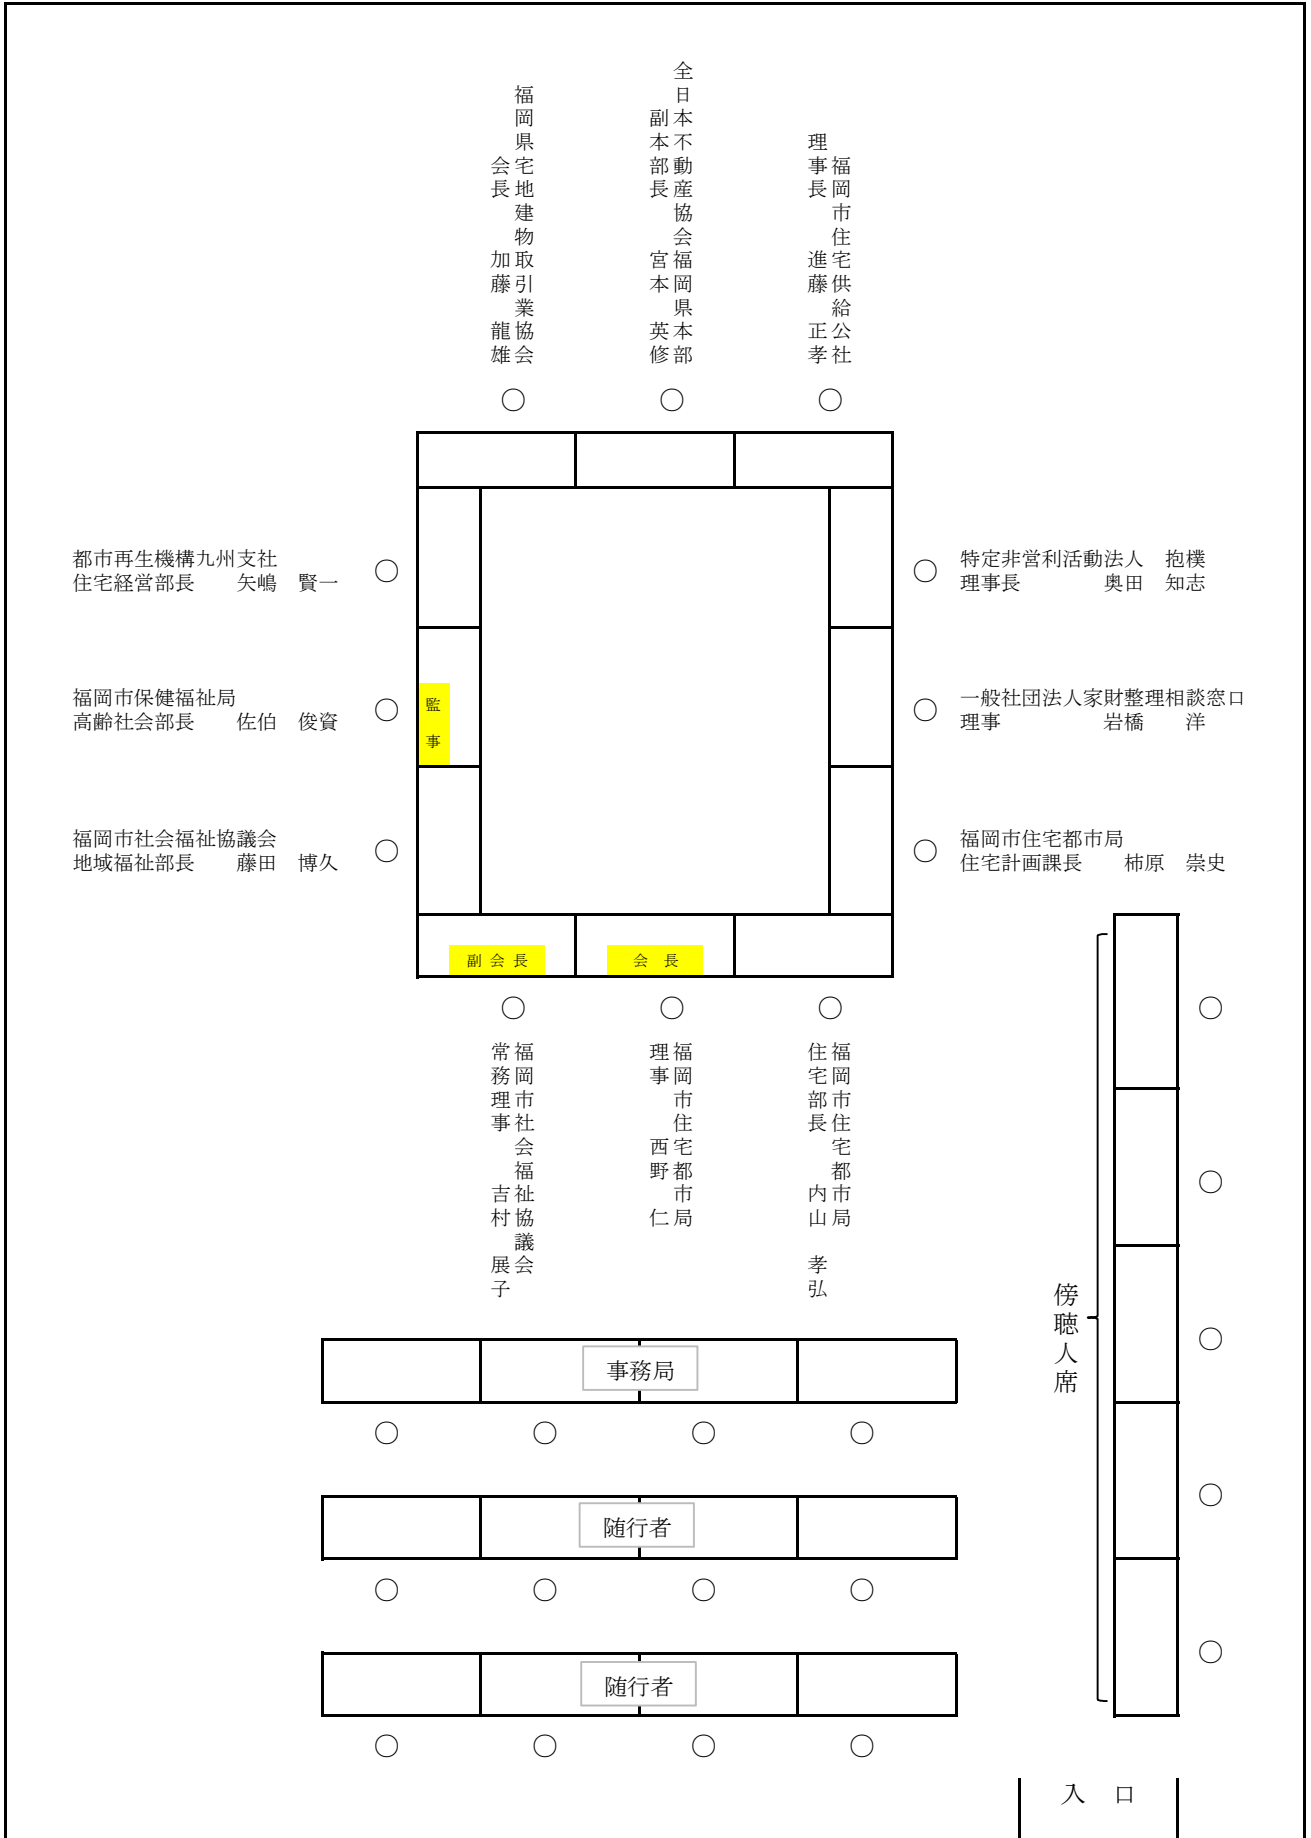 福岡県宅地建物取引業協会
会長　加藤　龍雄
全日本不動産協会福岡県本部
副本部長　宮本　英修
福岡市住宅供給公社
理事長　進藤　正孝
都市再生機構九州支社
住宅経営部長　矢嶋　賢一
特定非営利活動法人　抱樸
理事長　奥田　知志
福岡市保健福祉局
高齢社会部長　佐伯　俊資
監事
一般社団法人家財整理相談窓口
理事　岩橋　洋
福岡市社会福祉協議会
地域福祉部長　藤田　博久
福岡市住宅都市局
住宅計画課長　柿原　崇史
副会長
会長
福岡市社会福祉協議会
常務理事　吉村　展子
福岡市住宅都市局
理事　西野　仁
福岡市住宅都市局
住宅部長　内山　孝弘
傍聴人席
事務局
随行者
随行者
入口